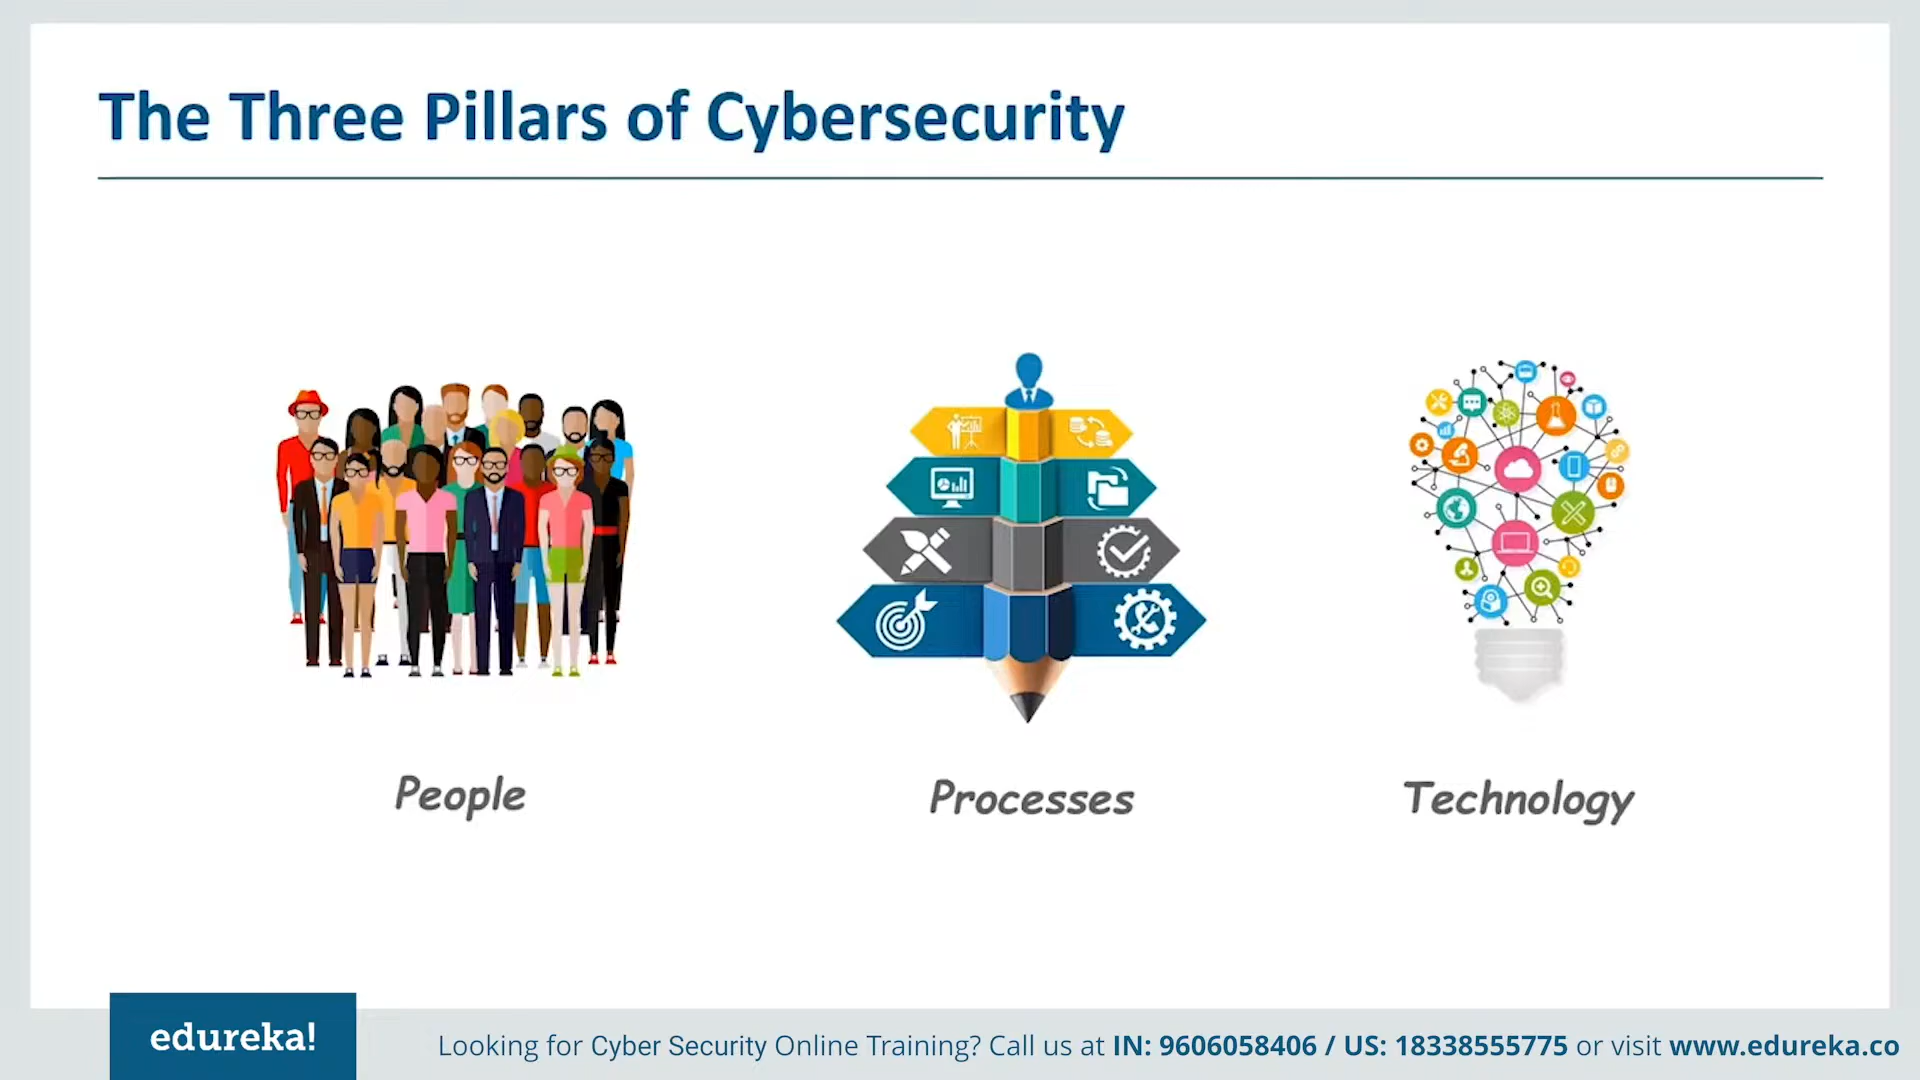 The Three Pillars of Cybersecurity
People
Processes
Technology
edureka!
Looking for Cyber Security Online Training? Call us at IN: 9606058406 / US: 18338555775 or visit www.edureka.co